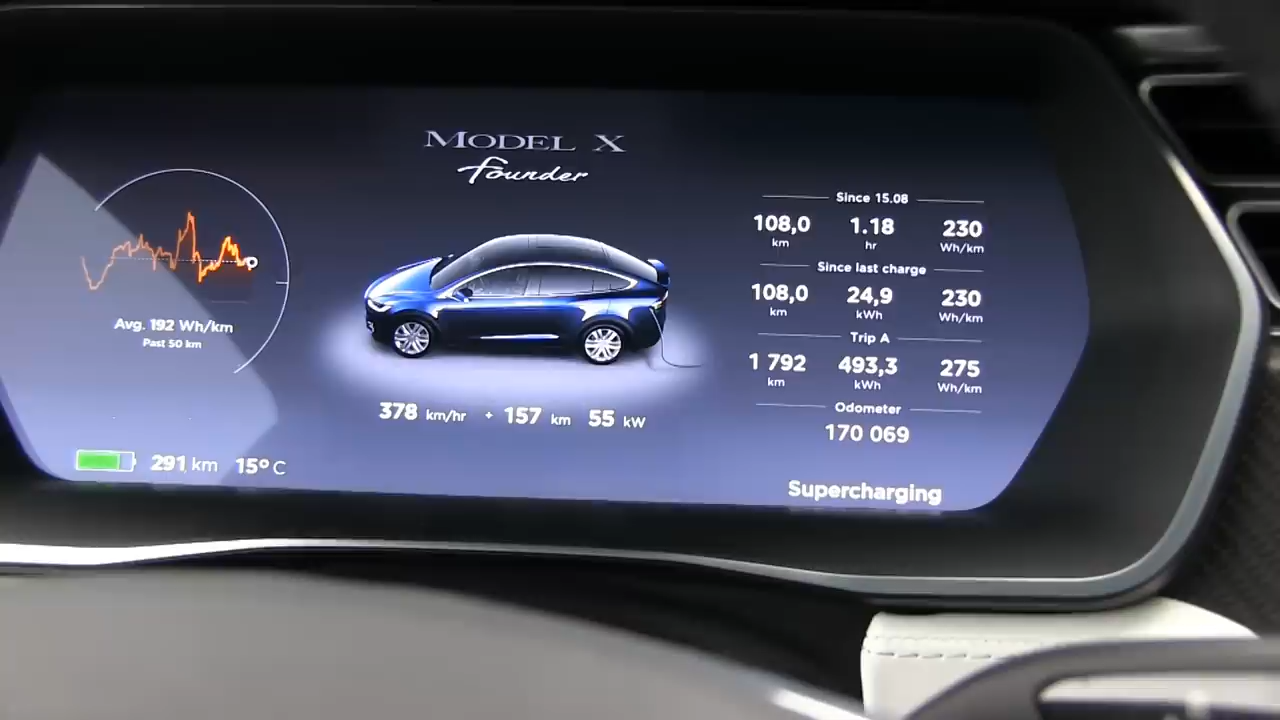 MODEL X
founder
Since 15.08
108,0 1.18 230
km hr Wh/km
Since last charge
108,0 24,9 230
km kWh Wh/km
Trip A
1 792 493,3 275
km kWh Wh/km
Odometer
170 069
Avg. 192 Wh/km
Past 50 km
378 km/hr + 157 km 55 kW
291 km 15°C
Supercharging